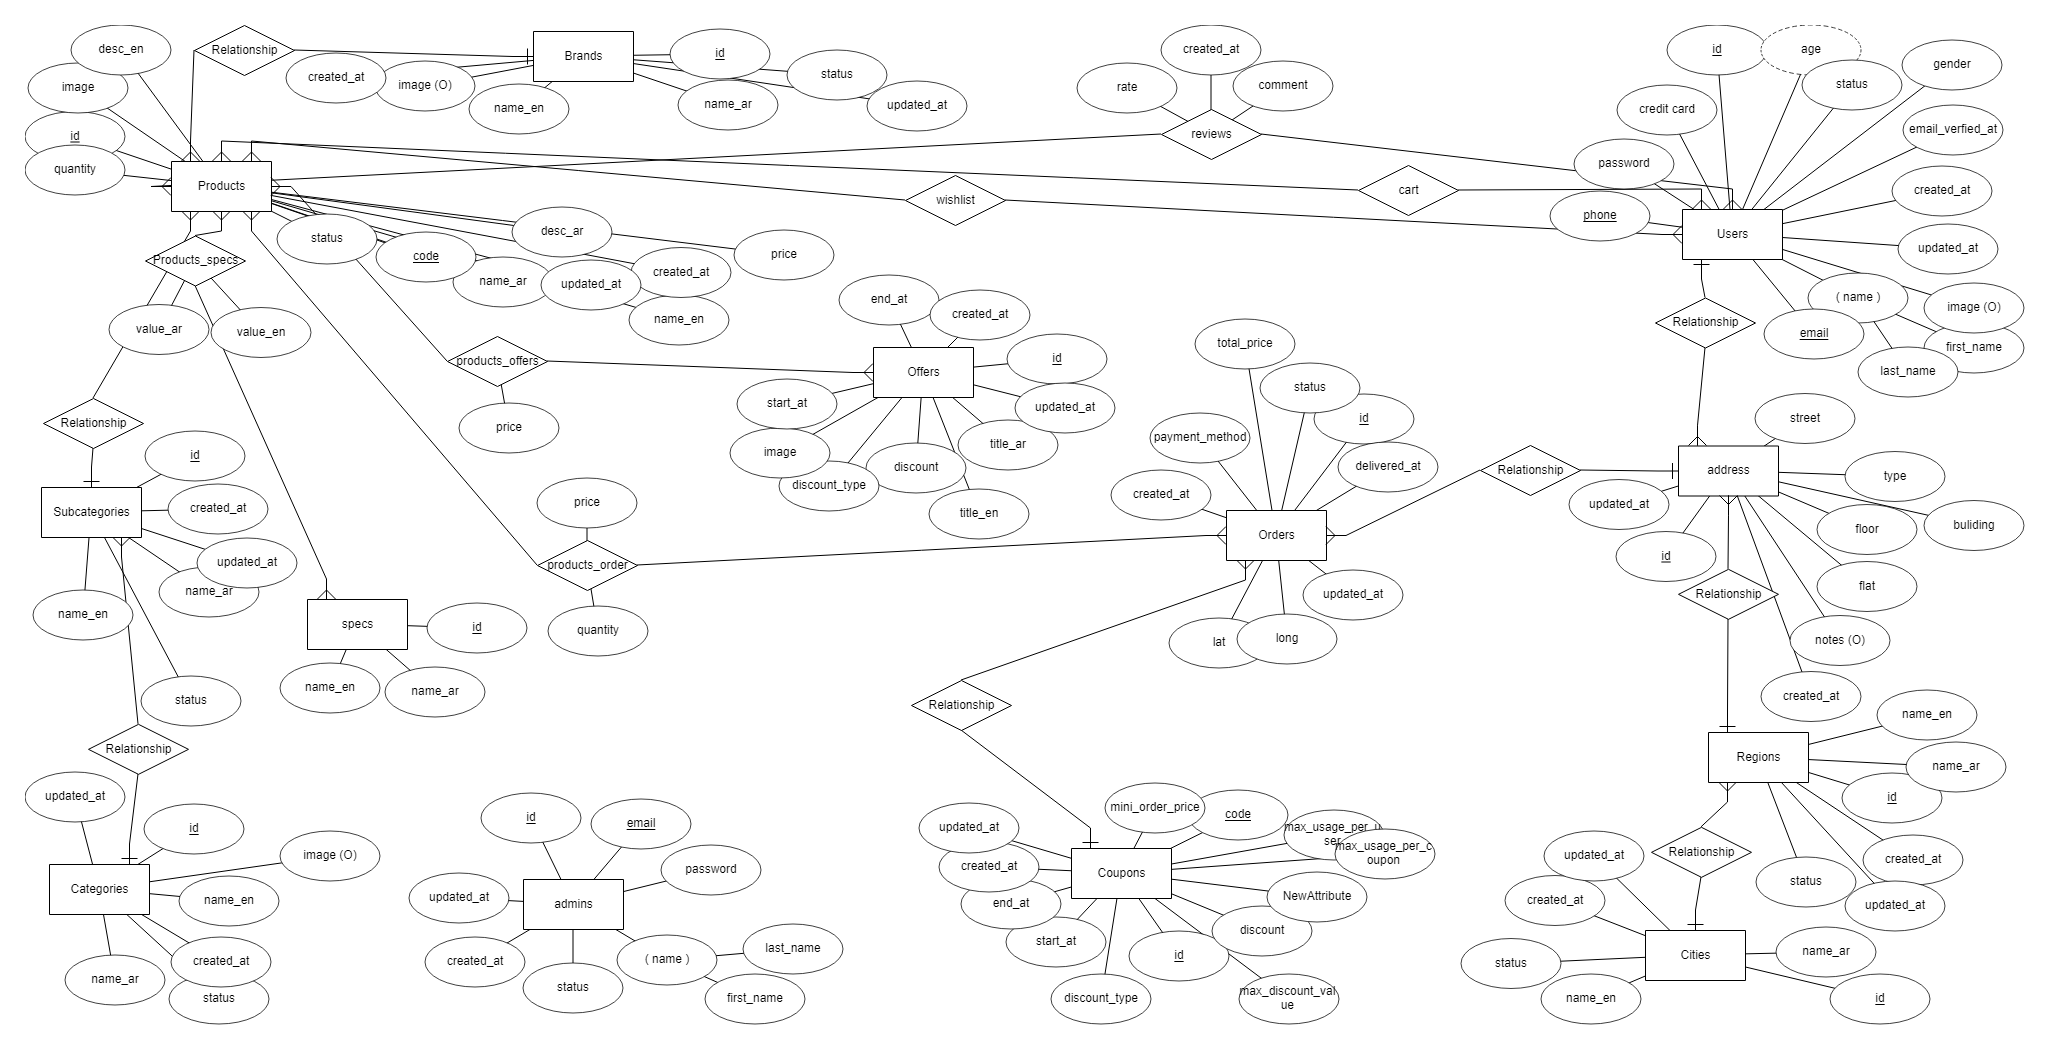 desc_en
Relationship
Brands
id
created_at
age
status
gender
image
created_at
image (O)
name_en
name_ar
status
updated_at
rate
comment
credit card
id
reviews
email_verfied_at
quantity
Products
wishlist
cart
password
phone
Users
created_at
updated_at
Products_specs
status
code
desc_ar
price
name_ar
updated_at
created_at
name_en
( name )
image (O)
email
first_name
last_name
Relationship
value_ar
value_en
end_at
created_at
products_offers
Offers
id
price
start_at
updated_at
image
discount_type
discount
title_ar
title_en
total_price
status
id
payment_method
delivered_at
created_at
Orders
Relationship
street
address
type
updated_at
floor
buliding
id
flat
Relationship
notes (O)
created_at
Relationship
id
Subcategories
created_at
updated_at
name_ar
name_en
status
price
products_order
quantity
specs
id
name_en
name_ar
lat
long
updated_at
Relationship
Relationship
updated_at
id
image (O)
Categories
name_en
created_at
name_ar
status
id
email
password
updated_at
admins
created_at
status
( name )
last_name
first_name
mini_order_price
code
max_usage_per_u
ser
max_usage_per_c
oupon
updated_at
created_at
Coupons
NewAttribute
end_at
start_at
discount
id
discount_type
max_discount_val
ue
name_en
Regions
name_ar
id
Relationship
created_at
status
updated_at
updated_at
created_at
status
Cities
name_ar
name_en
id